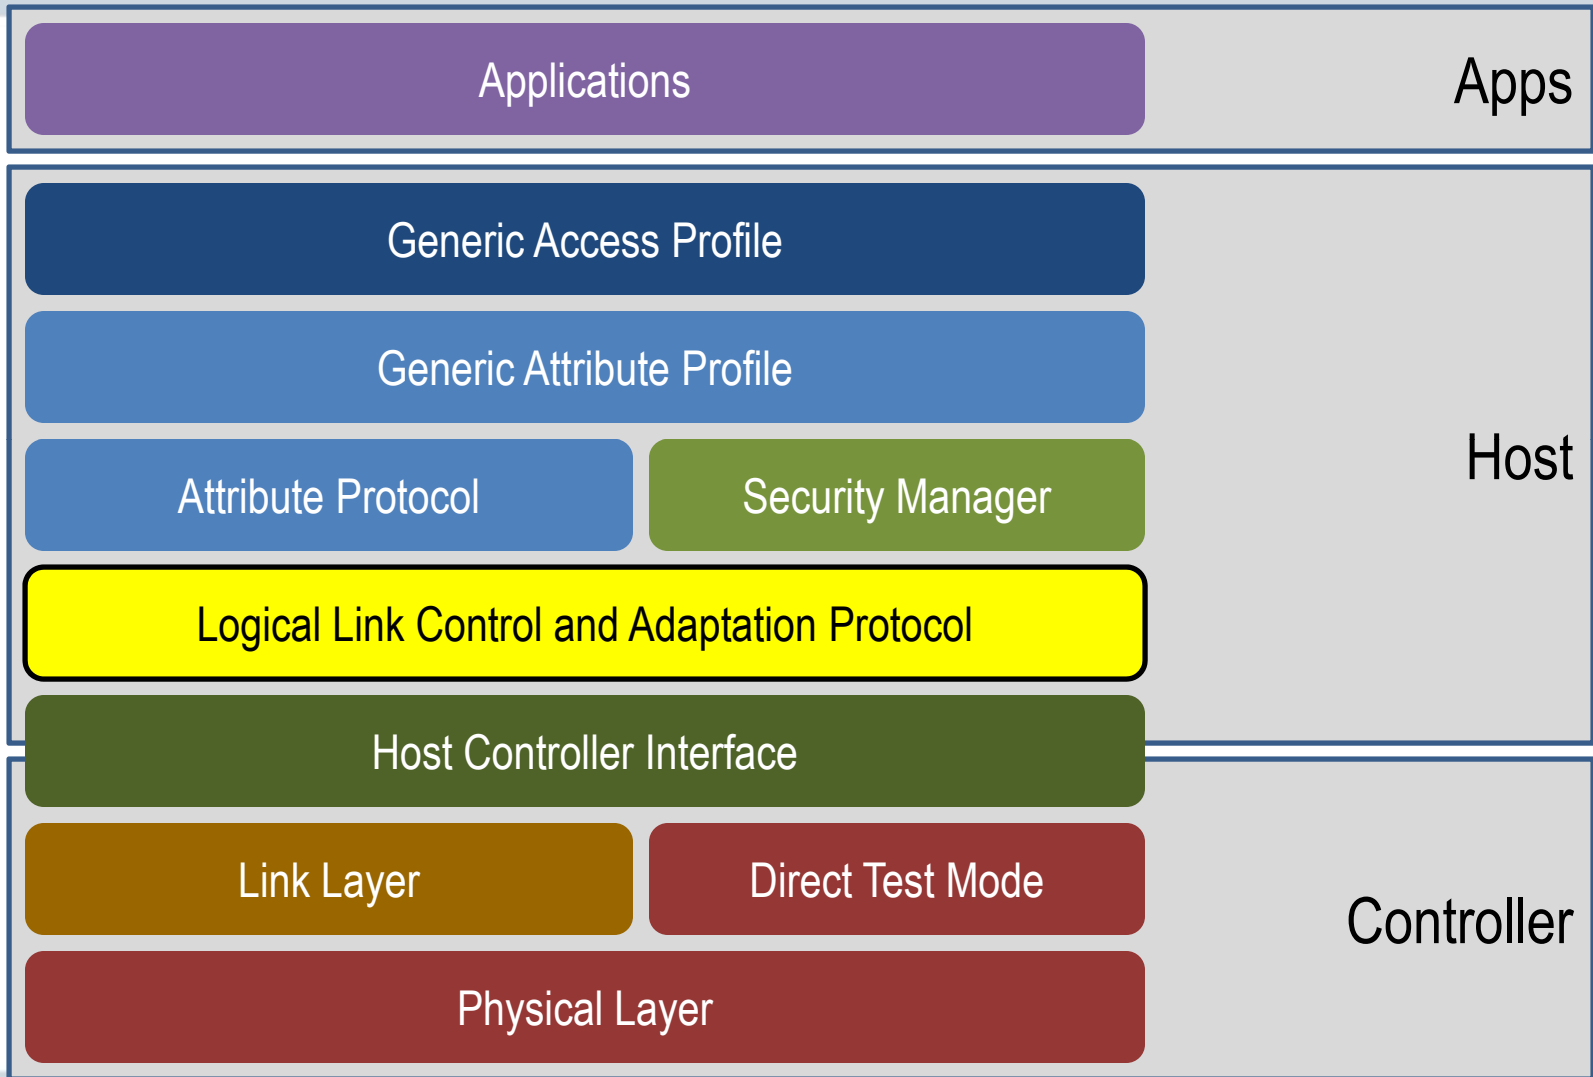 Applications
Apps
Generic Access Profile
Generic Attribute Profile
Attribute Protocol
Security Manager
Host
Logical Link Control and Adaptation Protocol
Host Controller Interface
Link Layer
Direct Test Mode
Controller
Physical Layer